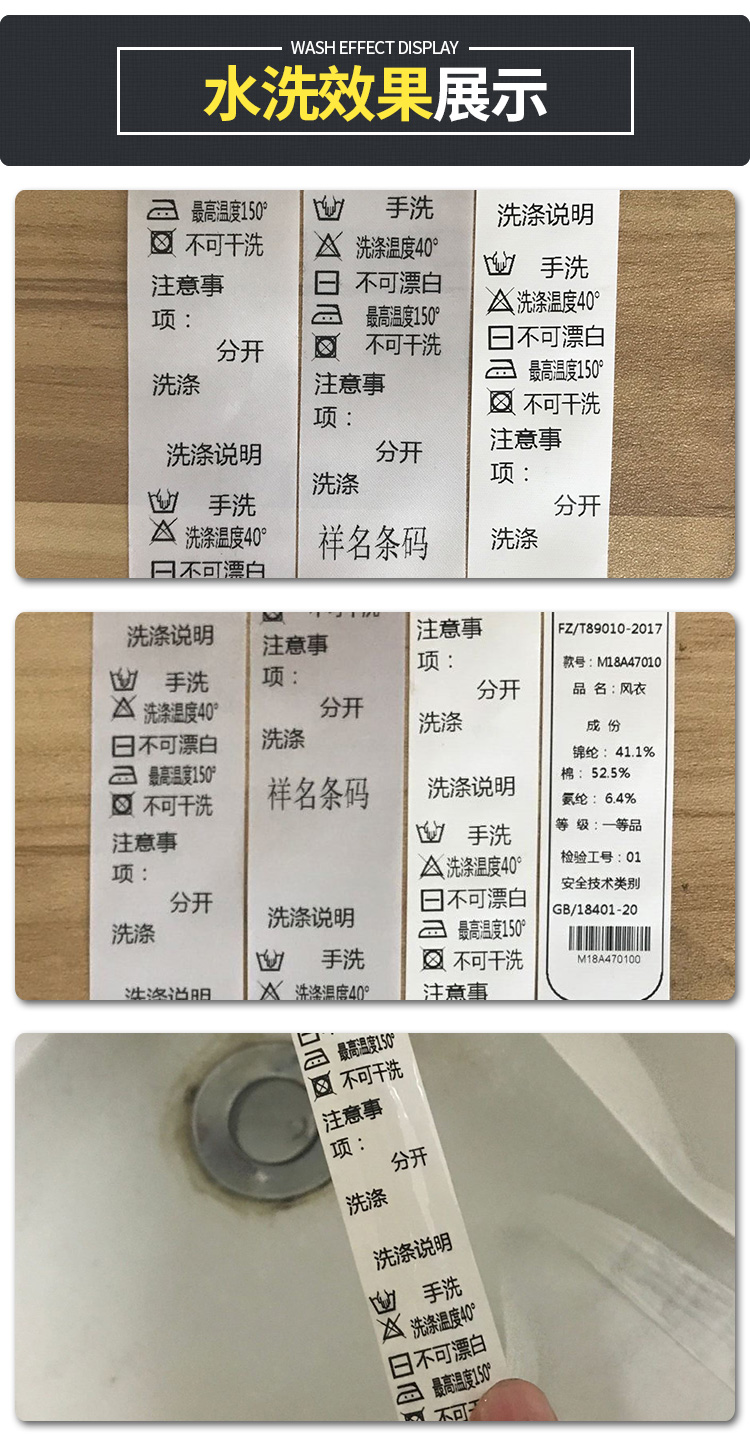 WASH EFFECT DISPLAY
水洗效果展示
最高温度150°
不可干洗
注意事
项：
分开
洗涤
洗涤说明
手洗
洗涤温度40°
不可漂白
手洗
洗涤温度40°
不可漂白
最高温度150°
不可干洗
注意事
项：
分开
洗涤
祥名条码
洗涤说明
手洗
洗涤温度40°
不可漂白
最高温度150°
不可干洗
注意事
项：
分开
洗涤
洗涤说明
手洗
洗涤温度40°
不可漂白
最高温度150°
不可干洗
注意事
项：
分开
洗涤
洗涤说明
不可干洗
注意事
项：
分开
洗涤
祥名条码
洗涤说明
手洗
洗涤温度40°
注意事
项：
分开
洗涤
洗涤说明
手洗
洗涤温度40°
不可漂白
最高温度150°
不可干洗
注意事
FZ/T89010-2017
款号：M18A47010
品 名：风衣
成 份
锦纶： 41.1%
棉： 52.5%
氨纶： 6.4%
等 级：一等品
检验工号：01
安全技术类别
GB/18401-20
M18A470100
最高温度150°
不可干洗
注意事
项：
分开
洗涤
洗涤说明
手洗
洗涤温度40°
不可漂白
最高温度150°
不可干